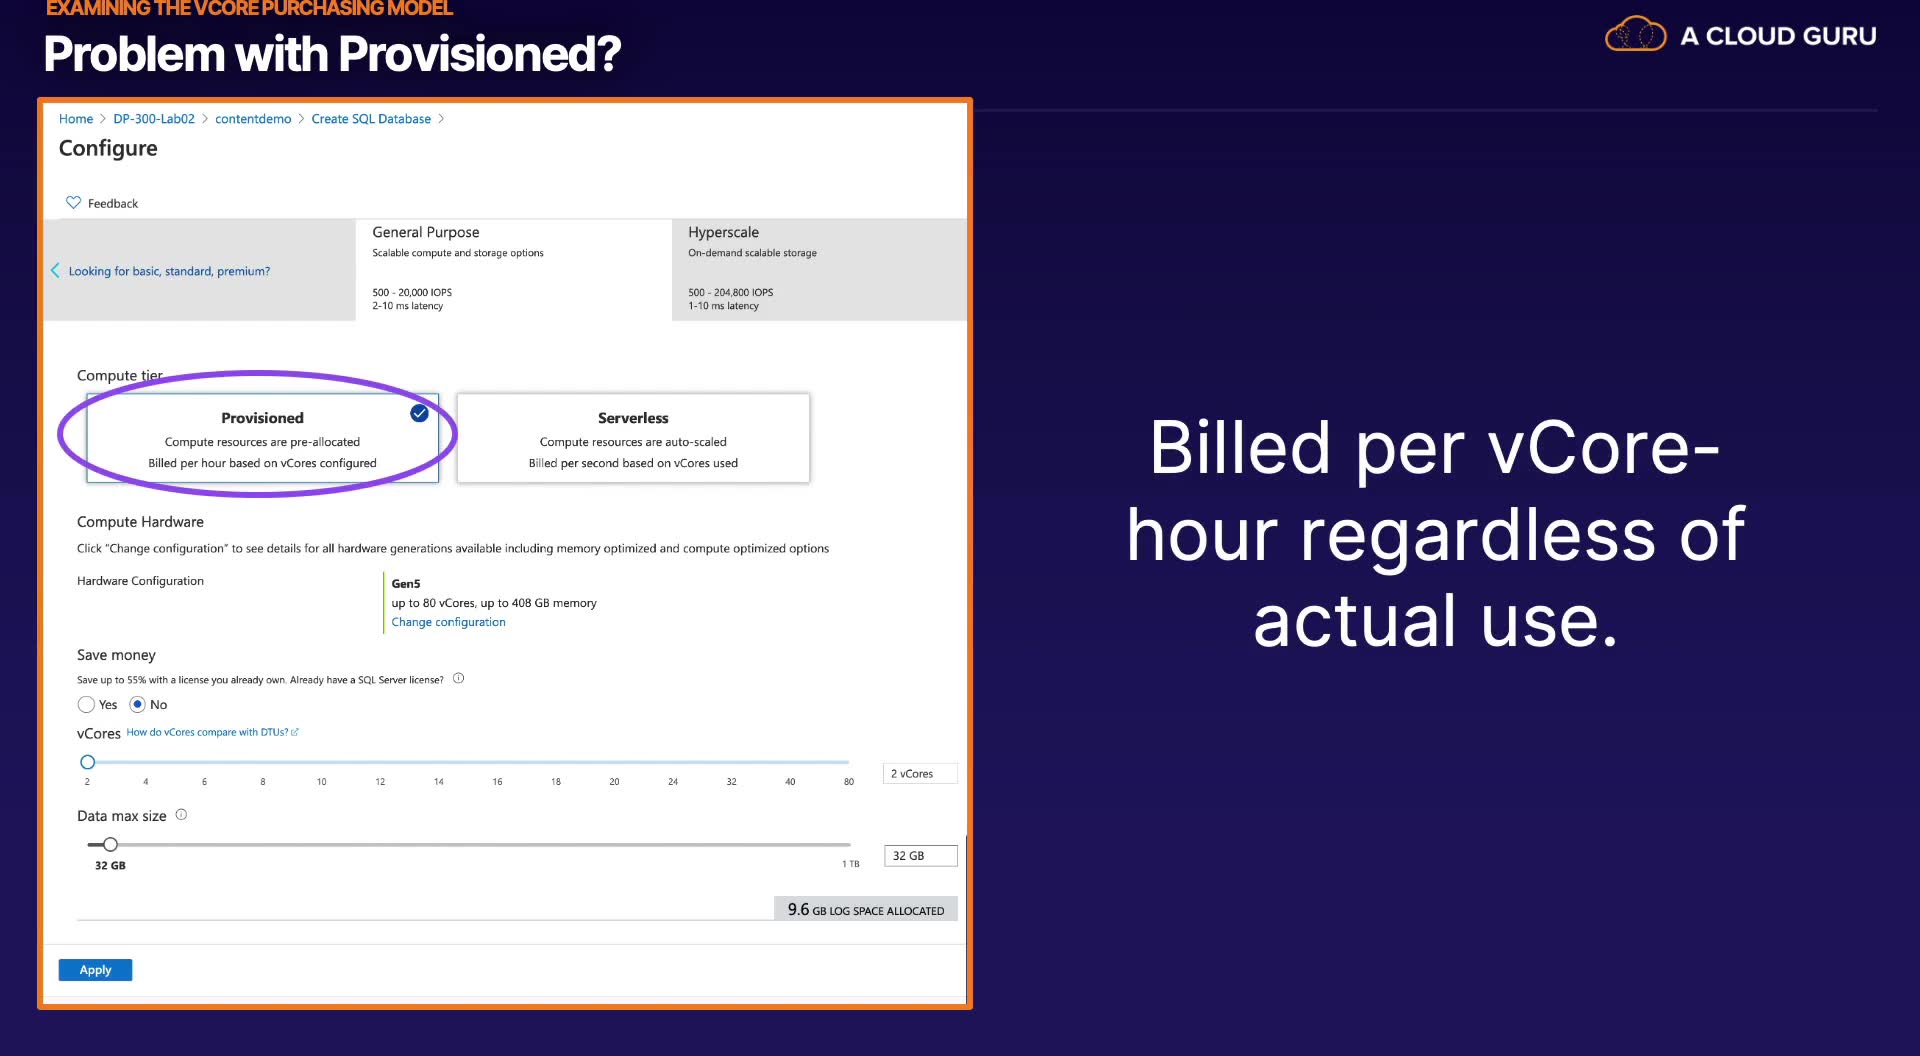 EXAMINING THE VCORE PURCHASING MODEL
Problem with Provisioned?
A CLOUD GURU
Home > DP-300-Lab02 > contentdemo > Create SQL Database >
Configure
Feedback
Looking for basic, standard, premium?
General Purpose
Scalable compute and storage options
500 - 20,000 IOPS
2-10 ms latency
Hyperscale
On-demand scalable storage
500 - 204,800 IOPS
1-10 ms latency
Compute tier
Provisioned
Compute resources are pre-allocated
Billed per hour based on vCores configured
Serverless
Compute resources are auto-scaled
Billed per second based on vCores used
Compute Hardware
Click "Change configuration" to see details for all hardware generations available including memory optimized and compute optimized options
Hardware Configuration
Gen5
up to 80 vCores, up to 408 GB memory
Change configuration
Save money
Save up to 55% with a license you already own. Already have a SQL Server license?
Yes No
vCores How do vCores compare with DTUs?
2 4 6 8 10 12 14 16 18 20 24 32 40 80
2 vCores
Data max size
32 GB
1 TB
32 GB
9.6 GB LOG SPACE ALLOCATED
Apply
Billed per vCore-
hour regardless of
actual use.